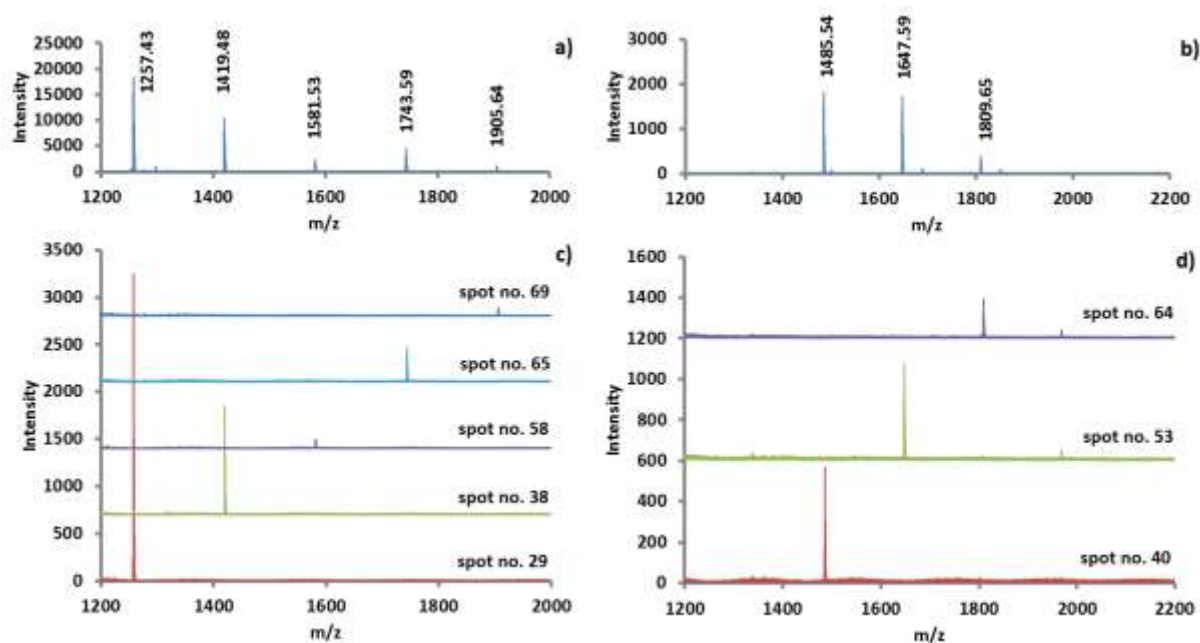 a)
Intensity
25000
20000
15000
10000
5000
0
1257.43
1419.48
1581.53
1743.59
1905.64
1200 1400 1600 1800 2000
m/z
b)
Intensity
3000
2000
1000
0
1485.54
1647.59
1809.65
1200 1400 1600 1800 2000 2200
m/z
c)
Intensity
3500
3000
2500
2000
1500
1000
500
0
spot no. 69
spot no. 65
spot no. 58
spot no. 38
spot no. 29
1200 1400 1600 1800 2000
m/z
d)
Intensity
1600
1400
1200
1000
800
600
400
200
0
spot no. 64
spot no. 53
spot no. 40
1200 1400 1600 1800 2000 2200
m/z